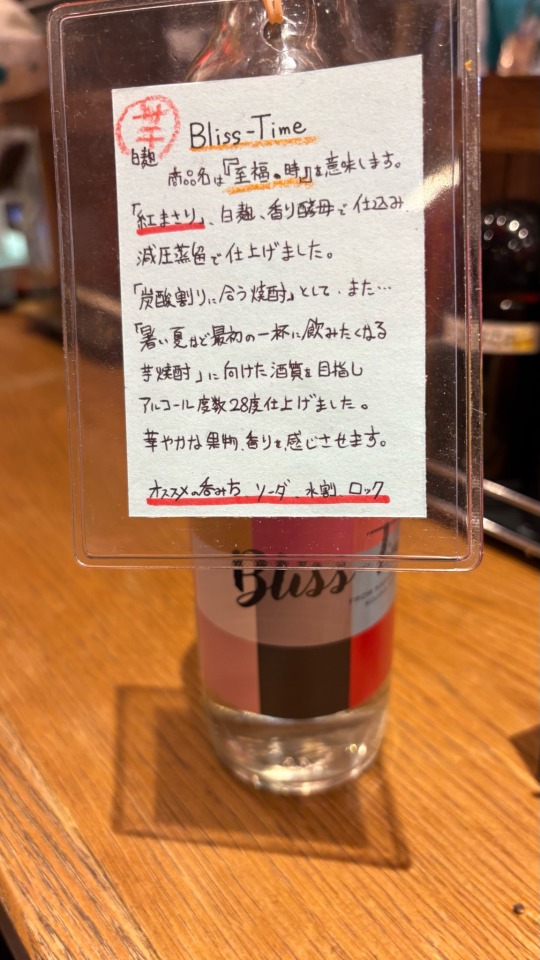 芋
白麹
Bliss-Time
商品名は『至福の時』を意味します。
「紅まさり」、白麹、香り酵母で仕込み
減圧蒸留で仕上げました。
「炭酸割りに合う焼酎」として、また…
「暑い夏など最初の一杯に飲みたくなる
芋焼酎」に向けた酒質を目指し
アルコール度数28度仕上げました。
華やかな果物の香りを感じさせます。
オススメの呑み方、ソーダ、水割、ロック
Bliss